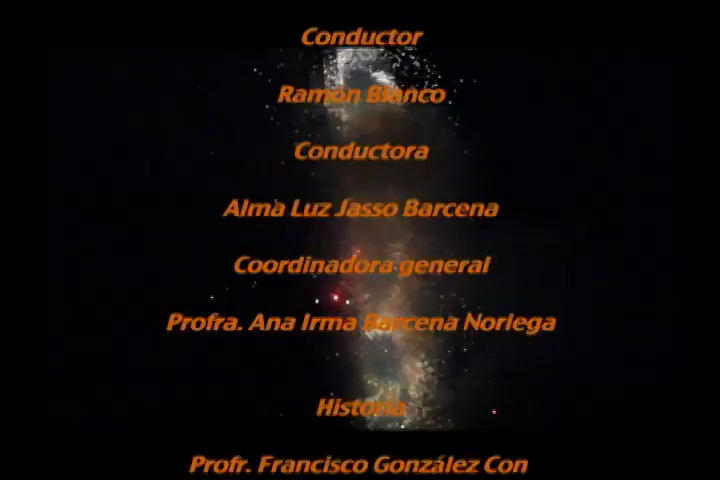 Conductor
Ramón Blanco
Conductora
Alma Luz Jasso Barcena
Coordinadora general
Profra. Ana Irma Barcena Noriega
Historia
Profr. Francisco González Con